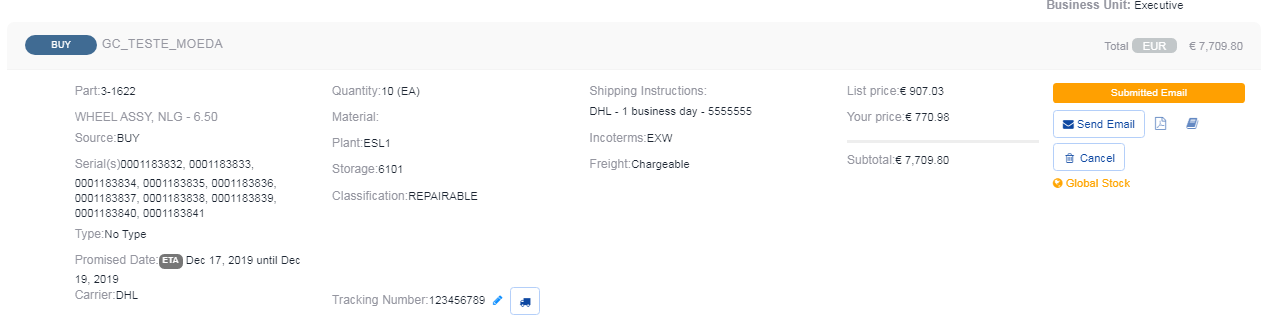 Business Unit: Executive
BUY GC_TESTE_MOEDA
Total EUR € 7,709.80
Part:3-1622
WHEEL ASSY, NLG - 6.50
Source:BUY
Serial(s)0001183832, 0001183833,
0001183834, 0001183835, 0001183836,
0001183837, 0001183838, 0001183839,
0001183840, 0001183841
Type:No Type
Promised Date:ETA Dec 17, 2019 until Dec
19, 2019
Carrier:DHL
Quantity:10 (EA)
Material:
Plant:ESL1
Storage:6101
Classification:REPAIRABLE
Tracking Number:123456789
Shipping Instructions:
DHL - 1 business day - 5555555
Incoterms:EXW
Freight:Chargeable
List price:€ 907.03
Your price:€ 770.98
Subtotal:€ 7,709.80
Submitted Email
Send Email
Cancel
Global Stock